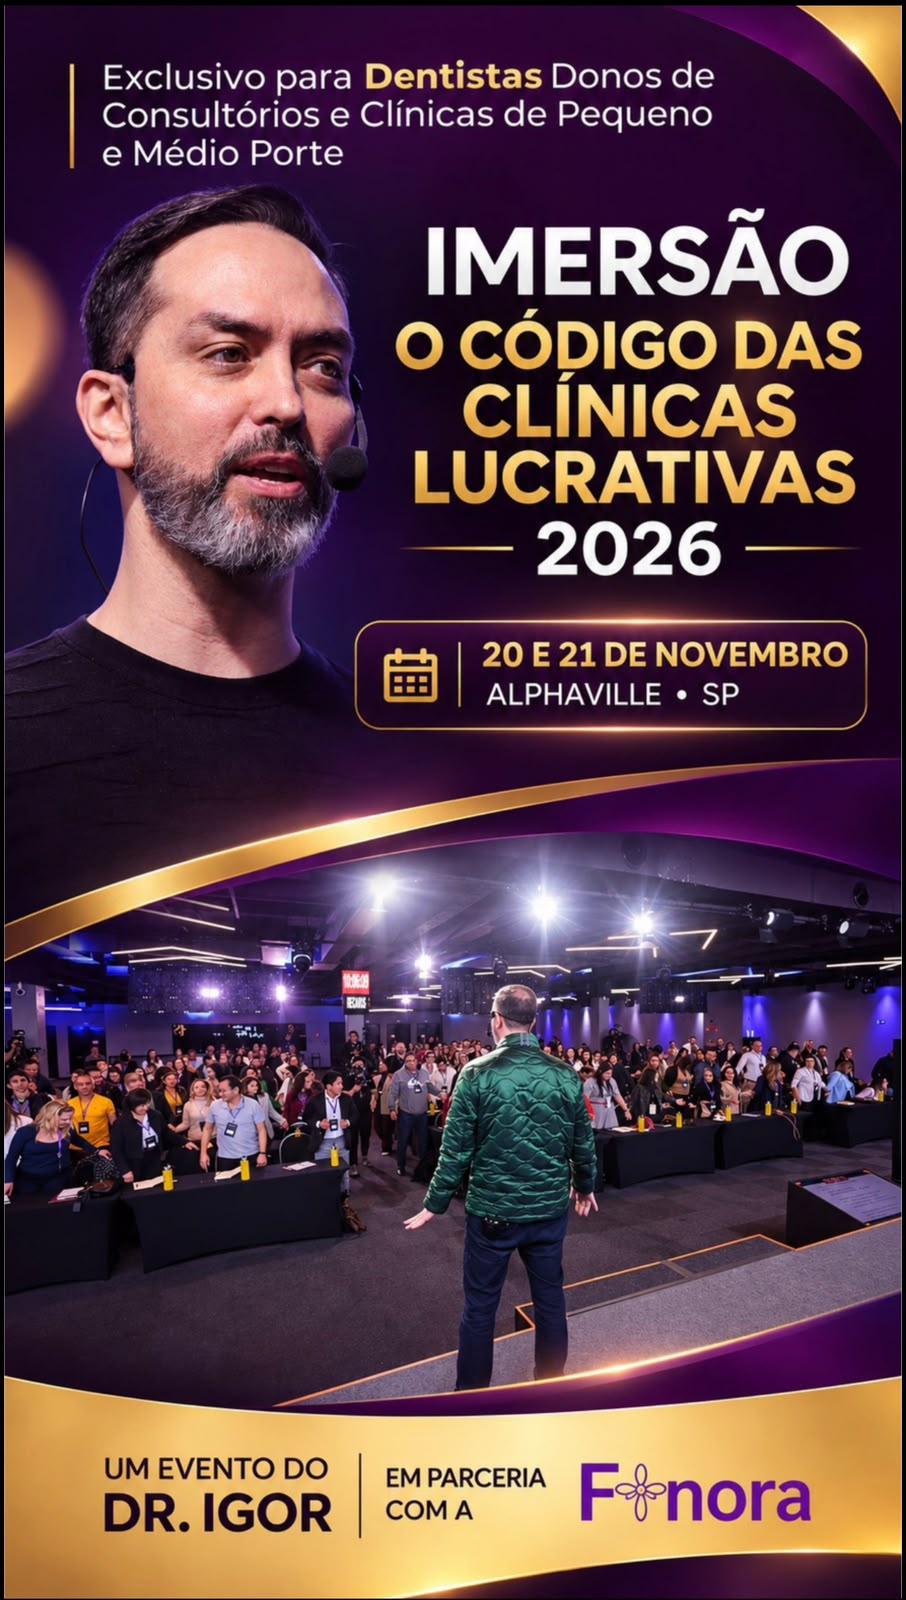 Exclusivo para Dentistas Donos de
Consultórios e Clínicas de Pequeno
e Médio Porte
IMERSÃO
O CÓDIGO DAS
CLÍNICAS
LUCRATIVAS
2026
20 E 21 DE NOVEMBRO
ALPHAVILLE • SP
UM EVENTO DO
DR. IGOR
EM PARCERIA
COM A
Finora